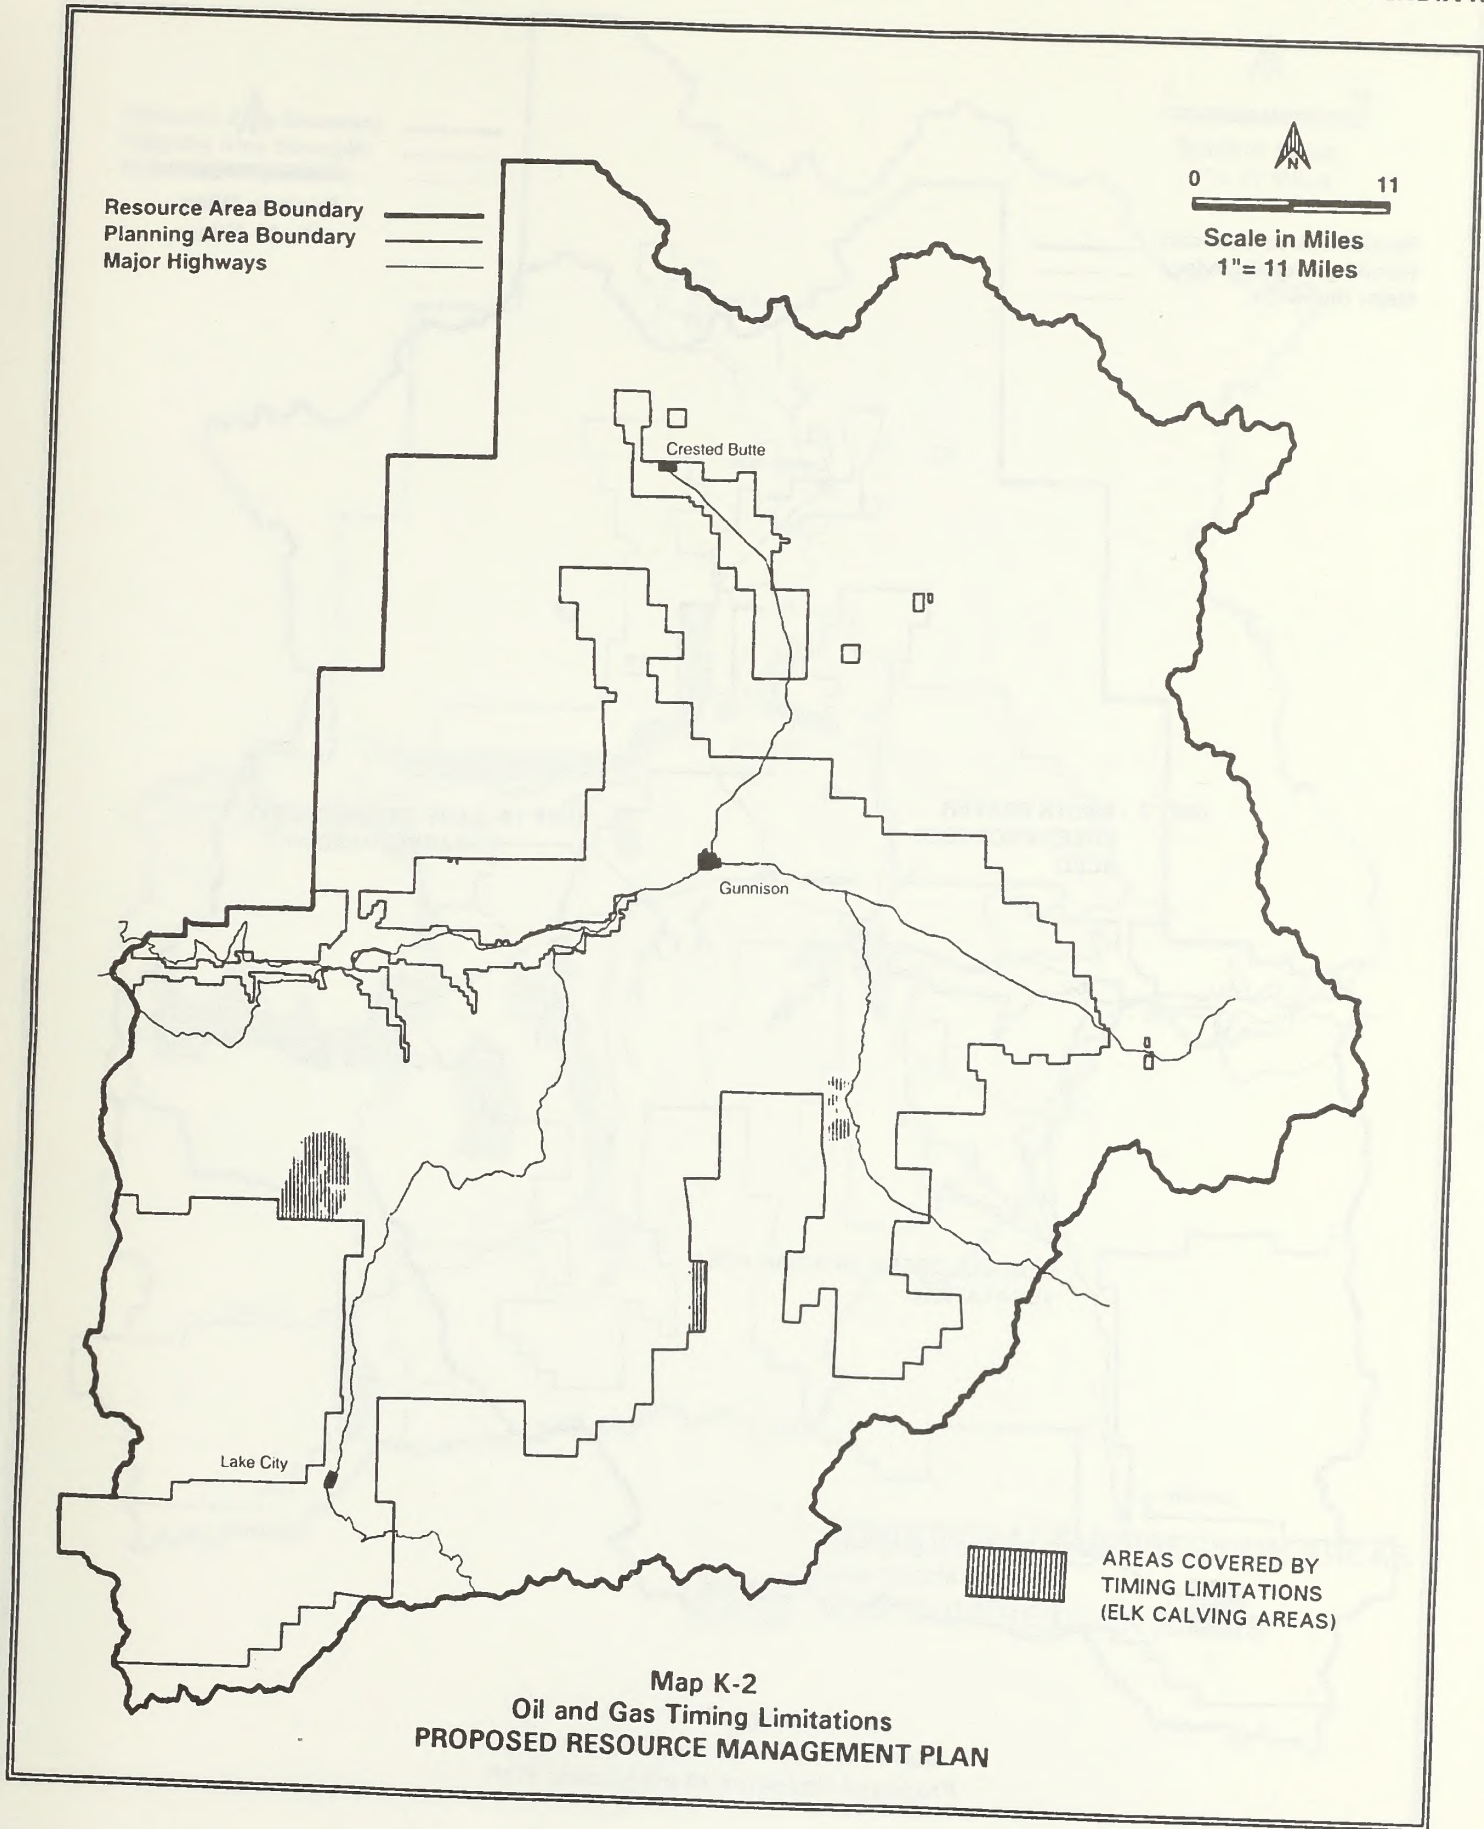 Resource Area Boundary
Planning Area Boundary
Major Highways
N
0 11
Scale in Miles
1"= 11 Miles
Crested Butte
Gunnison
Lake City
AREAS COVERED BY
TIMING LIMITATIONS
(ELK CALVING AREAS)
Map K-2
Oil and Gas Timing Limitations
PROPOSED RESOURCE MANAGEMENT PLAN